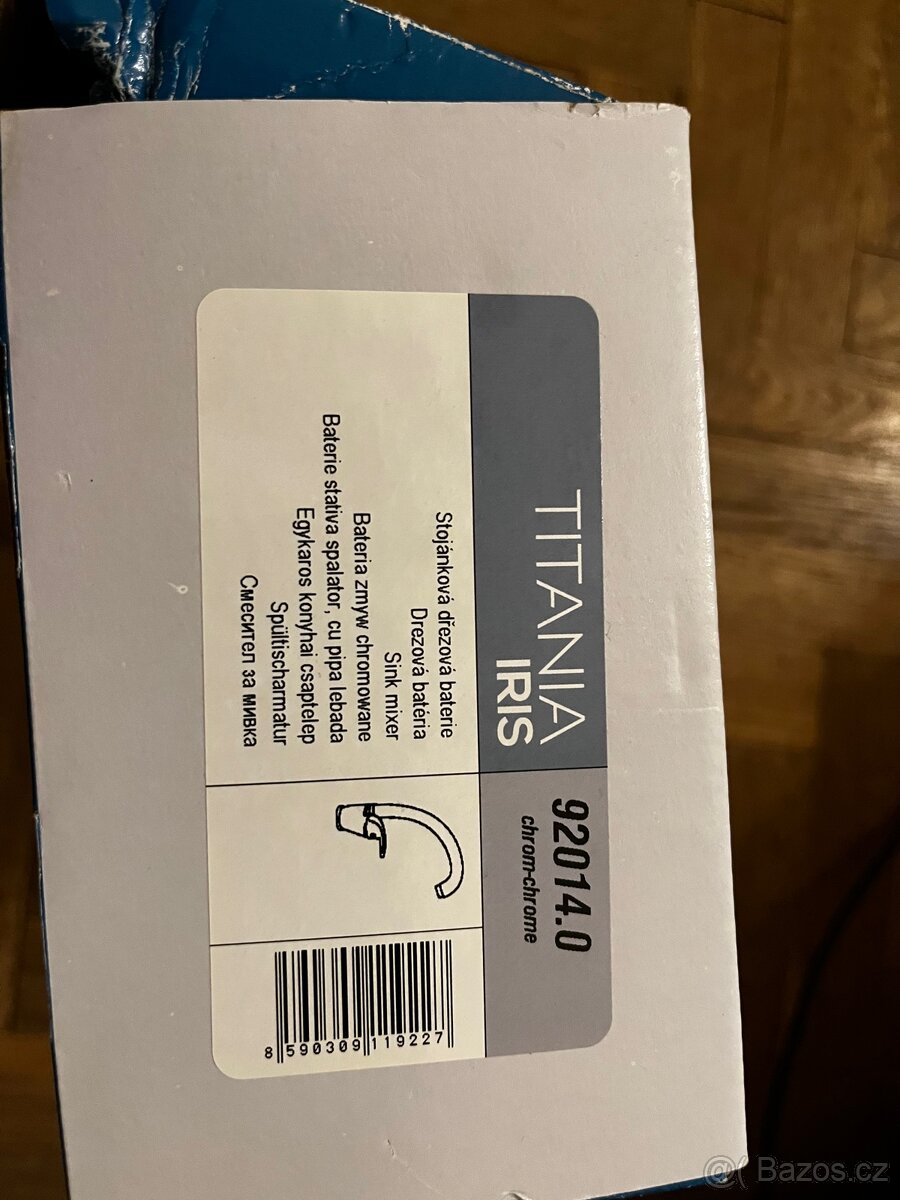 TITANIA
IRIS
92014.0
chrom-chrome
Stojánková dřezová baterie
Drezová batéria
Sink mixer
Bateria zmyw chromowane
Baterie stativa spalator, cu pipa lebada
Egykaros konyhai csaptelep
Spültischarmatur
Смесител за мивка
8 590309 119227
@( Bazos.cz